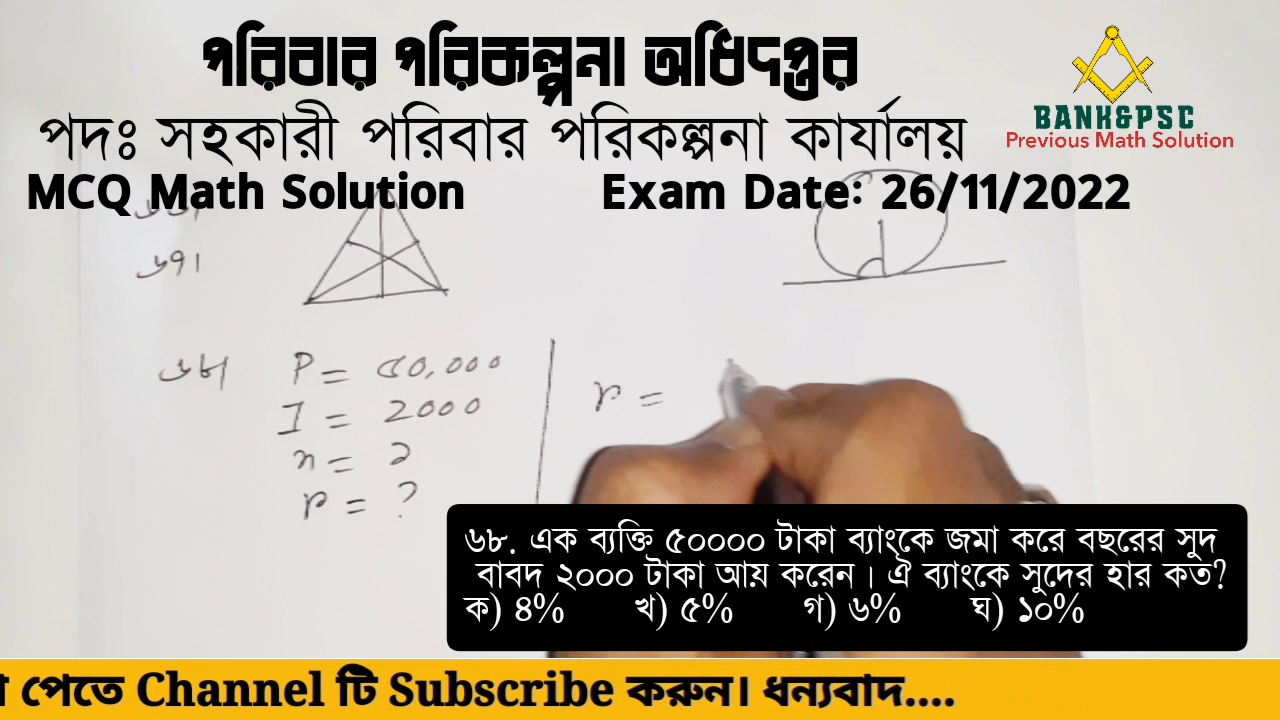 পরিবার পরিকল্পনা অধিদপ্তর
পদঃ সহকারী পরিবার পরিকল্পনা কার্যালয়
BANK&PSC
Previous Math Solution
MCQ Math Solution Exam Date: 26/11/2022
৬৭।
৬৮। P = ৫0,000
I = 2000
n = ১
r = ?
r =
৬৮. এক ব্যক্তি ৫০০০০ টাকা ব্যাংকে জমা করে বছরের সুদ
বাবদ ২০০০ টাকা আয় করেন। ঐ ব্যাংকে সুদের হার কত?
ক) ৪% খ) ৫% গ) ৬% ঘ) ১০%
পেতে Channel টি Subscribe করুন। ধন্যবাদ....